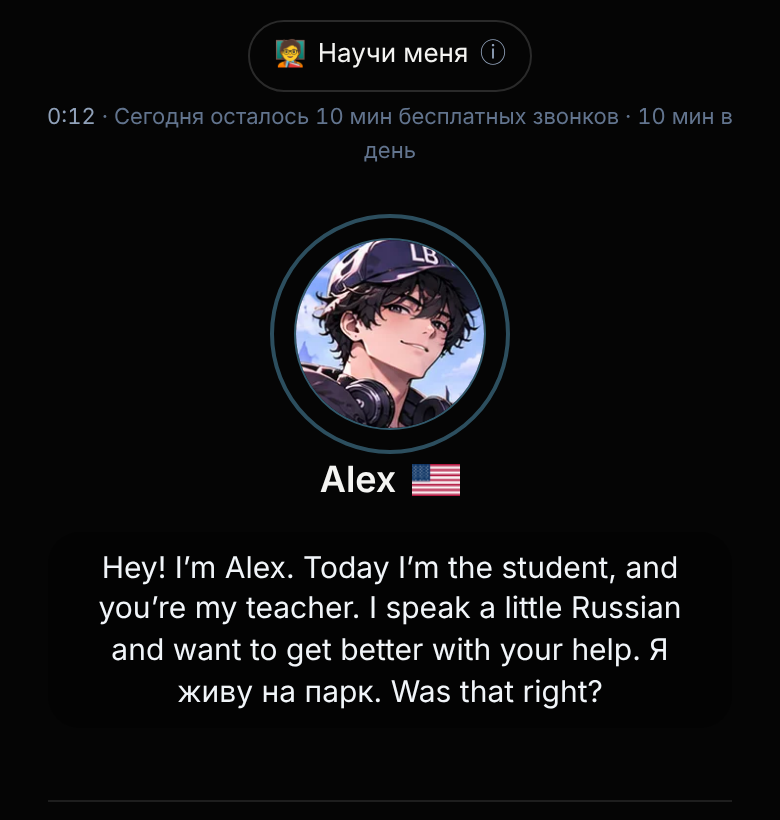 Научи меня ⓘ
0:12 · Сегодня осталось 10 мин бесплатных звонков · 10 мин в
день
LB
Alex
Hey! I’m Alex. Today I’m the student, and
you’re my teacher. I speak a little Russian
and want to get better with your help. Я
живу на парк. Was that right?